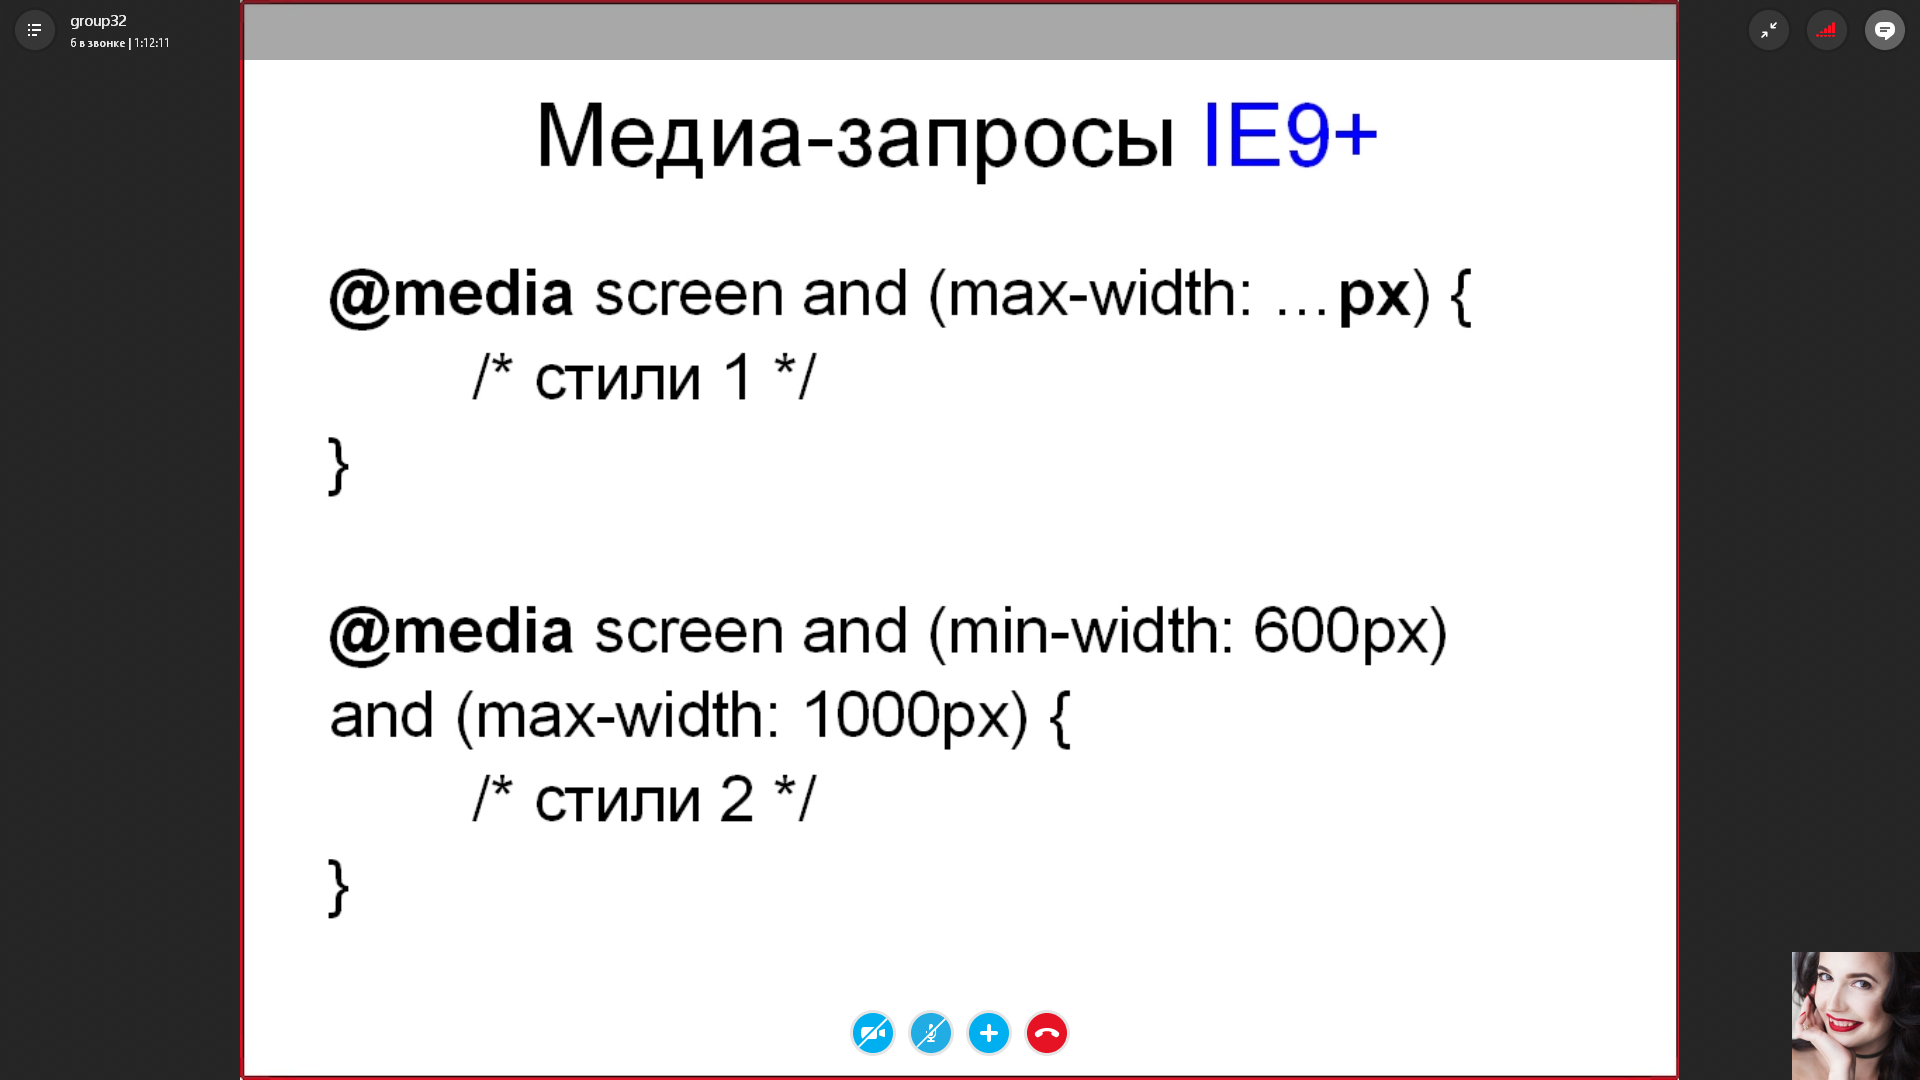 group32
6 в звонке | 1:12:11
Медиа-запросы IE9+
@media screen and (max-width: …px) {
/* стили 1 */
}
@media screen and (min-width: 600px)
and (max-width: 1000px) {
/* стили 2 */
}